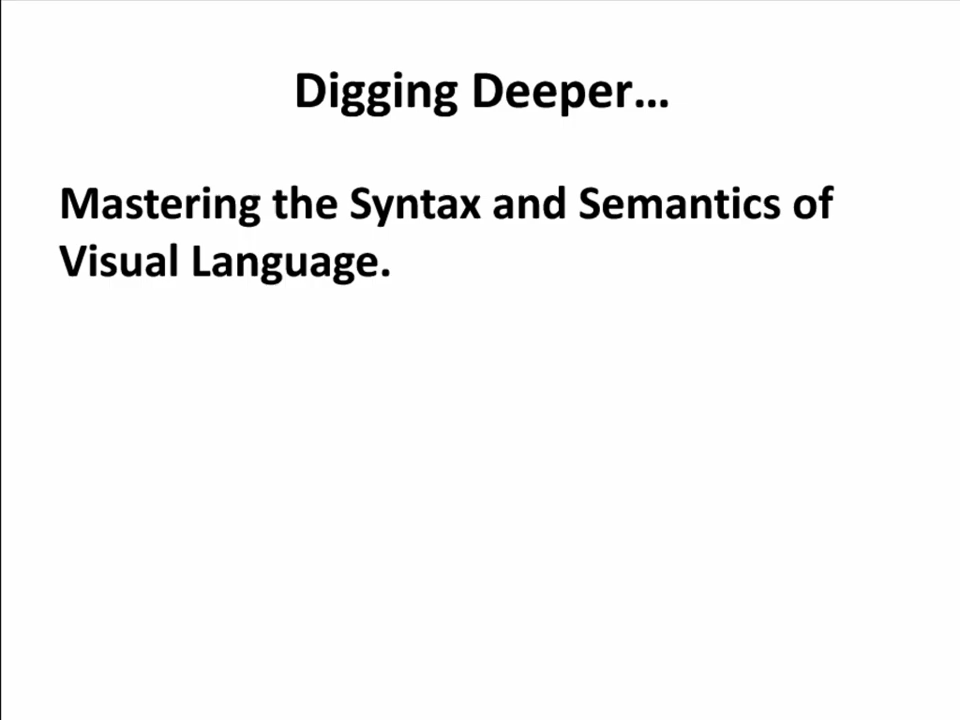 Digging Deeper…
Mastering the Syntax and Semantics of
Visual Language.